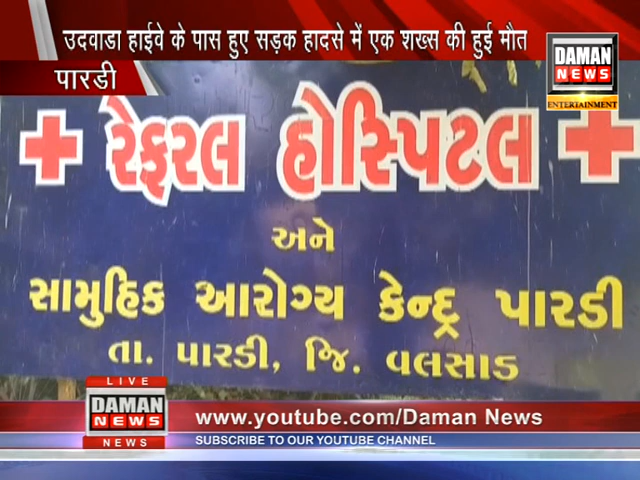 उदवाडा हाईवे के पास हुए सड़क हादसे में एक शख्स की हुई मौत
पारडी
DAMAN
NEWS
ENTERTAINMENT
રેફરલ હોસ્પિટલ
અને
સામુહિક આરોગ્ય કેન્દ્ર પારડી
તા. પારડી, જિ. વલસાડ
LIVE
DAMAN
NEWS
NEWS
www.youtube.com/Daman News
SUBSCRIBE TO OUR YOUTUBE CHANNEL